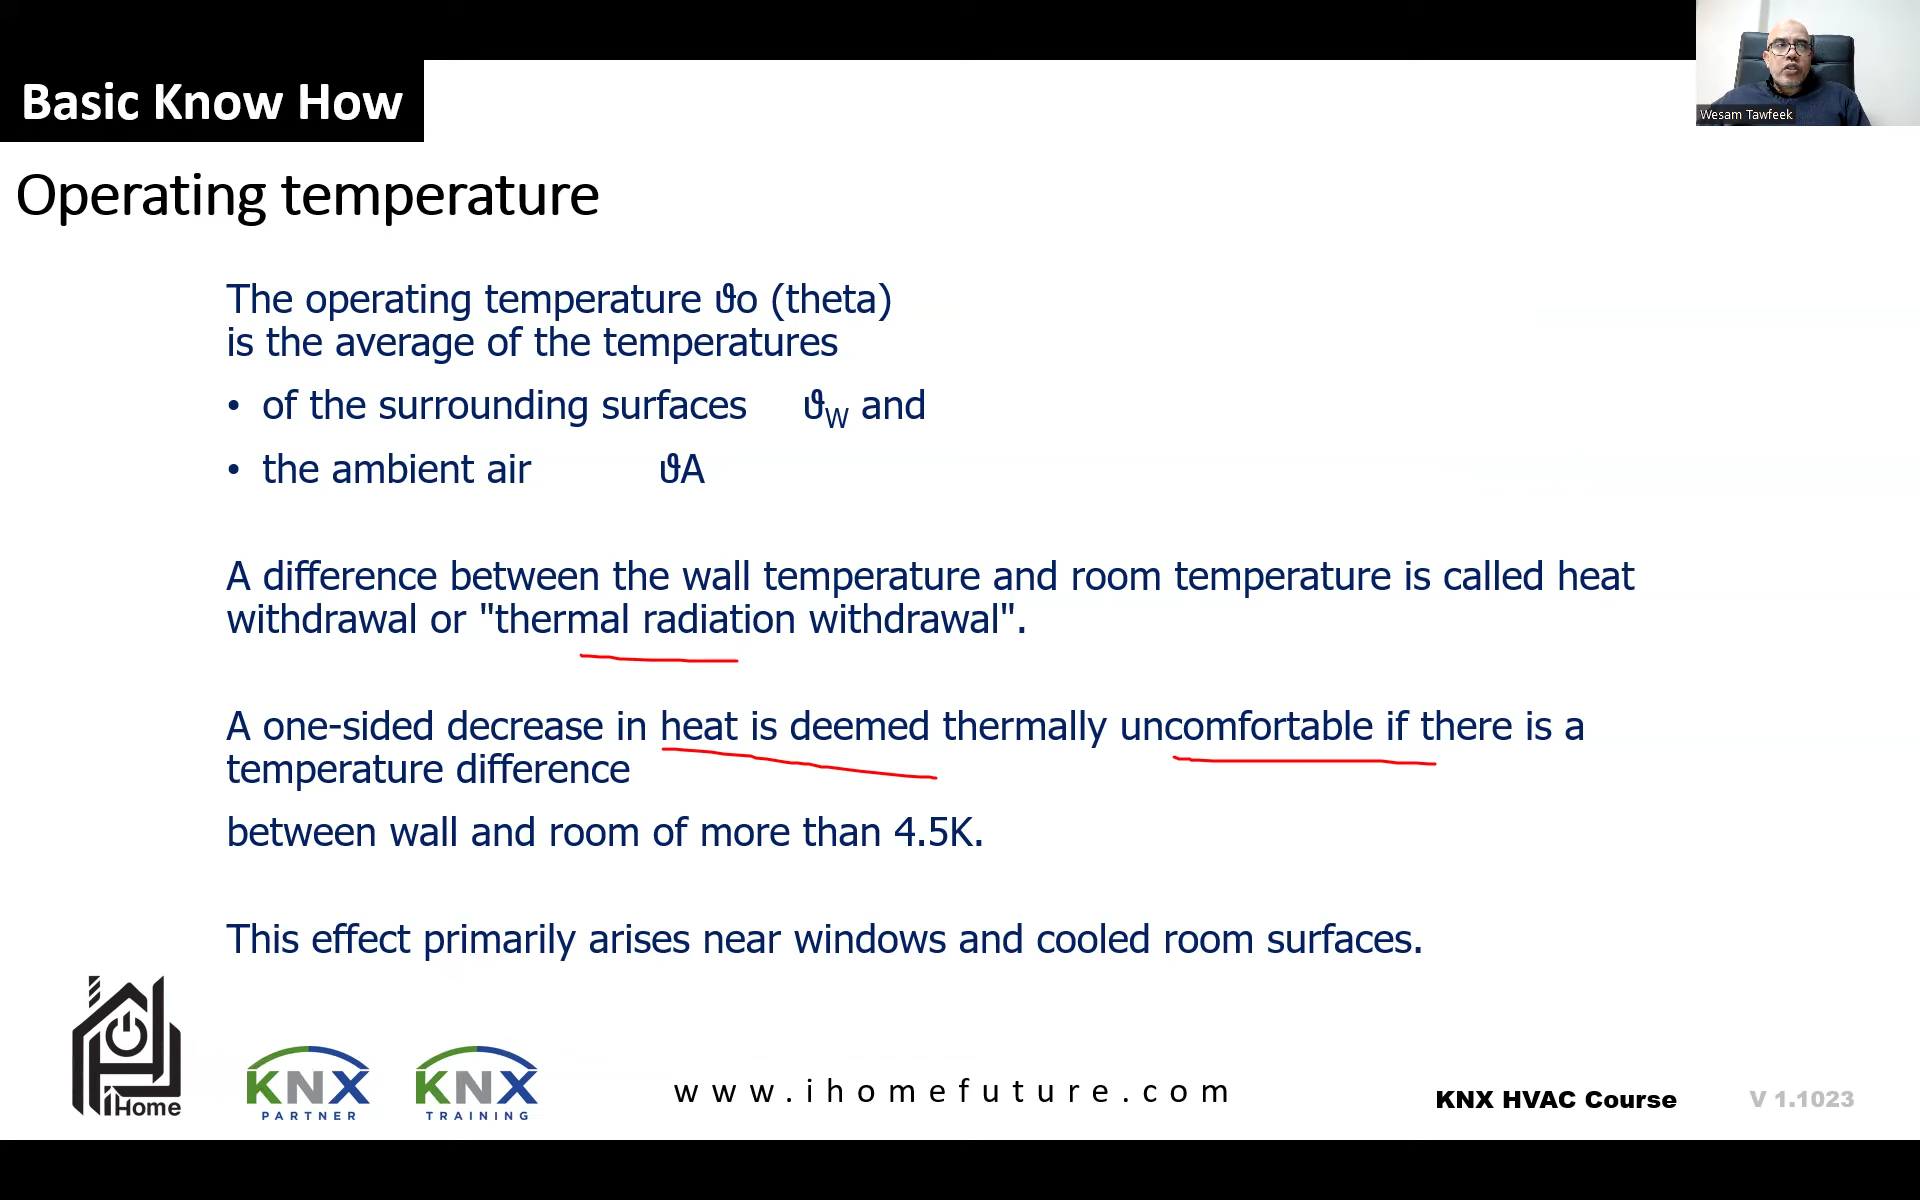 Wesam Tawfeek
Basic Know How
Operating temperature
The operating temperature ϑo (theta)
is the average of the temperatures
• of the surrounding surfaces ϑW and
• the ambient air ϑA
A difference between the wall temperature and room temperature is called heat
withdrawal or "thermal radiation withdrawal".
A one-sided decrease in heat is deemed thermally uncomfortable if there is a
temperature difference
between wall and room of more than 4.5K.
This effect primarily arises near windows and cooled room surfaces.
iHome
KNX
PARTNER
KNX
TRAINING
www.ihomefuture.com
KNX HVAC Course
V 1.1023